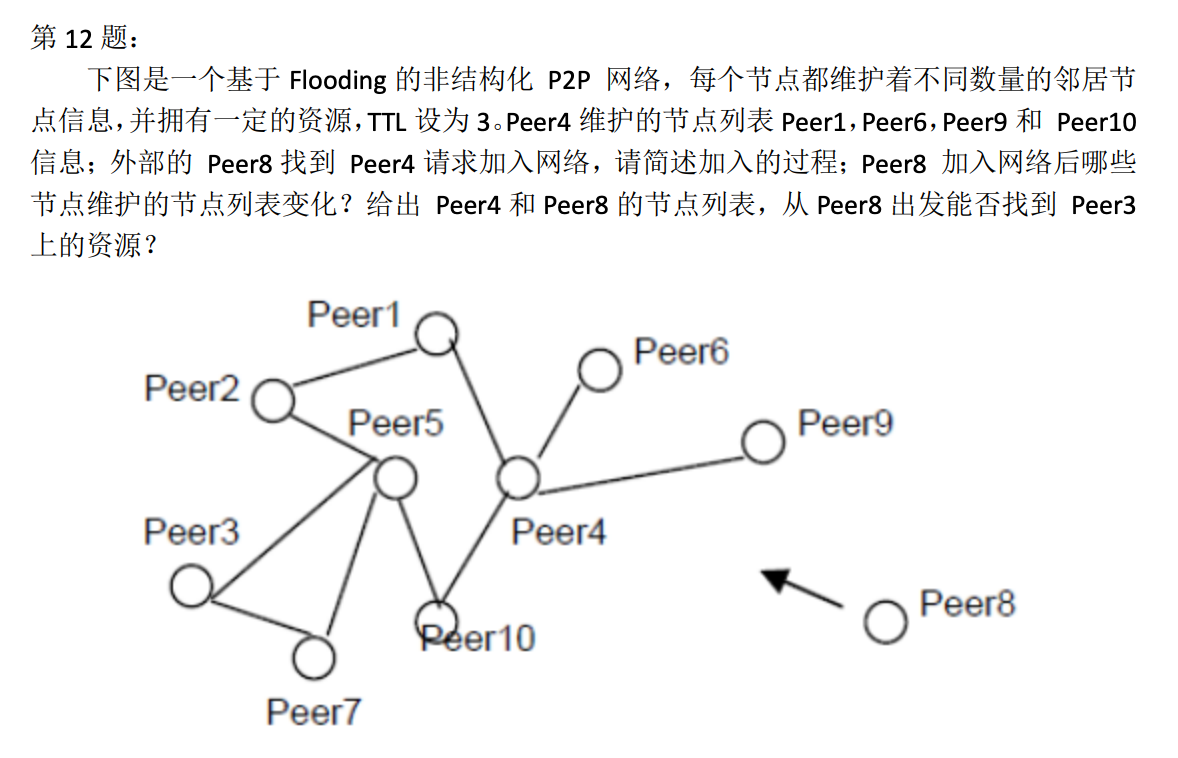 第 12 题：
下图是一个基于 Flooding 的非结构化 P2P 网络，每个节点都维护着不同数量的邻居节
点信息，并拥有一定的资源，TTL 设为 3。Peer4 维护的节点列表 Peer1，Peer6，Peer9 和 Peer10
信息；外部的 Peer8 找到 Peer4 请求加入网络，请简述加入的过程；Peer8 加入网络后哪些
节点维护的节点列表变化？给出 Peer4 和 Peer8 的节点列表，从 Peer8 出发能否找到 Peer3
上的资源？
Peer1
Peer6
Peer2
Peer5
Peer9
Peer3
Peer4
Peer8
Peer10
Peer7